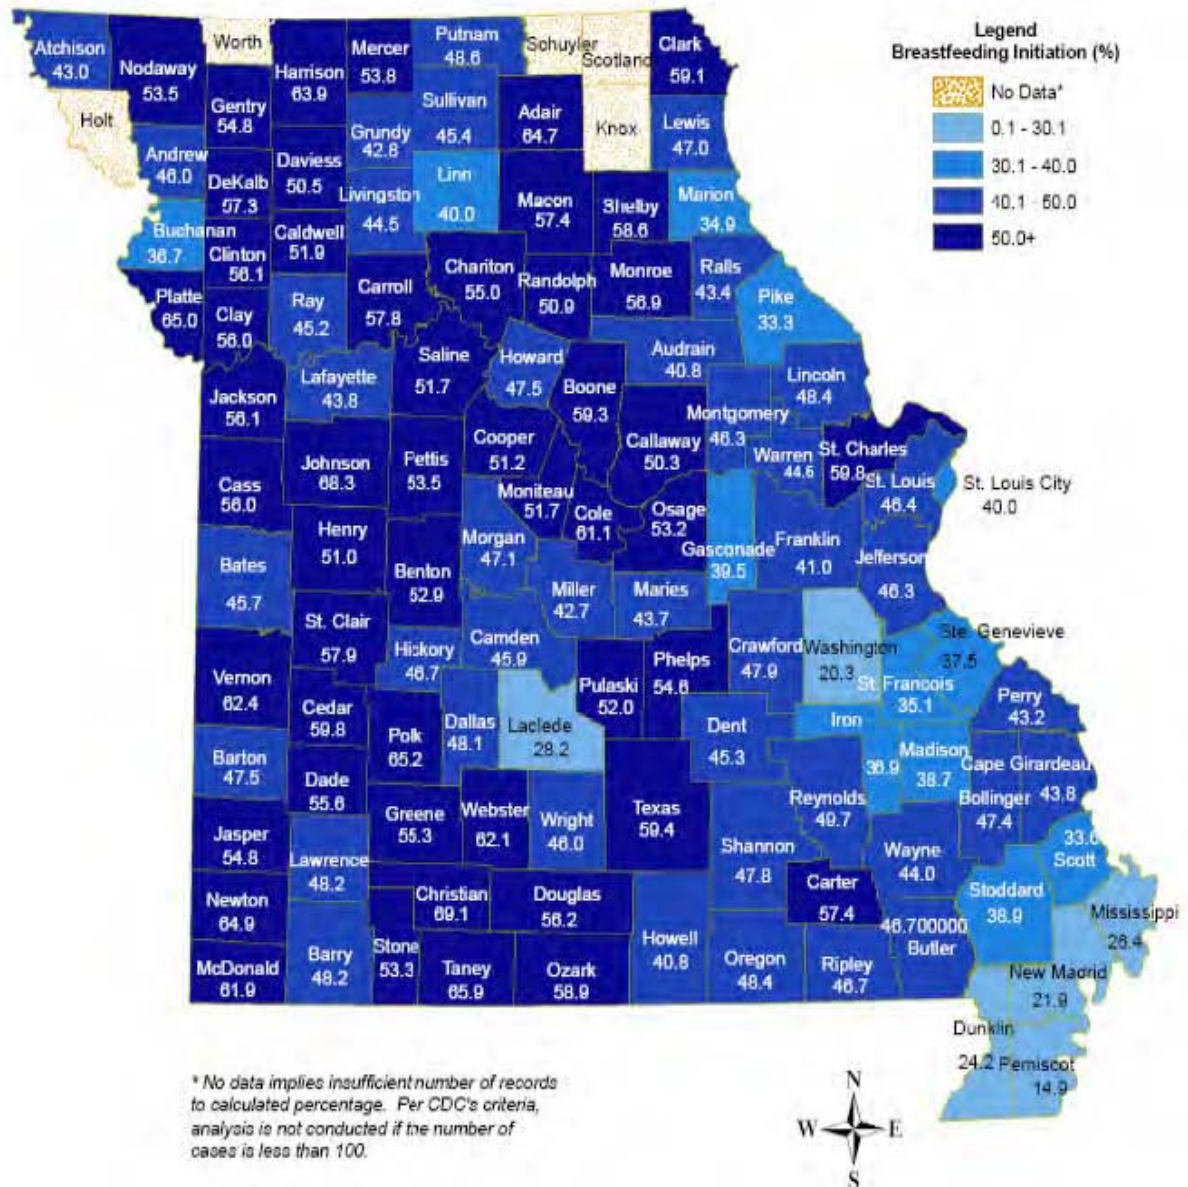 Legend
Breastfeeding Initiation (%)
No Data*
0.1 - 30.1
30.1 - 40.0
40.1 - 50.0
50.0+
Atchison
43.0
Nodaway
53.5
Worth
Harrison
63.9
Mercer
53.8
Putnam
48.6
Schuyler
Scotland
Clark
59.1
Holt
Gentry
54.8
Sullivan
45.4
Adair
64.7
Knox
Lewis
47.0
Andrew
46.0
DeKalb
57.3
Daviess
50.5
Grundy
42.8
Livingston
44.5
Linn
40.0
Macon
57.4
Shelby
58.6
Marion
34.9
Buchanan
36.7
Clinton
56.1
Caldwell
51.9
Chariton
55.0
Randolph
50.9
Monroe
56.9
Ralls
43.4
Pike
33.3
Platte
65.0
Clay
56.0
Ray
45.2
Carroll
57.8
Saline
51.7
Howard
47.5
Boone
59.3
Audrain
40.8
Lincoln
48.4
Jackson
56.1
Lafayette
43.8
Cooper
51.2
Callaway
50.3
Montgomery
46.3
Warren
44.6
St. Charles
59.8
St. Louis
46.4
St. Louis City
40.0
Cass
56.0
Johnson
68.3
Pettis
53.5
Moniteau
51.7
Cole
61.1
Osage
53.2
Gasconade
39.5
Franklin
41.0
Jefferson
46.3
Bates
45.7
Henry
51.0
Benton
52.9
Morgan
47.1
Miller
42.7
Maries
43.7
St. Clair
57.9
Hiskory
46.7
Camden
45.9
Pulaski
52.0
Phelps
54.6
Crawford
47.9
Washington
20.3
Ste. Genevieve
37.5
St. Francois
35.1
Perry
43.2
Vernon
62.4
Cedar
59.8
Polk
65.2
Dallas
48.1
Laclede
28.2
Dent
45.3
Iron
36.9
Madison
38.7
Cape Girardeau
43.8
Bollinger
47.4
Barton
47.5
Dade
55.6
Greene
55.3
Webster
62.1
Wright
46.0
Texas
59.4
Reynolds
49.7
Shannon
47.8
Wayne
44.0
33.6
Scott
Jasper
54.8
Lawrence
48.2
Christian
69.1
Douglas
56.2
Carter
57.4
Stoddard
38.9
Mississippi
26.4
Newton
64.9
McDonald
61.9
Barry
48.2
Stone
53.3
Taney
65.9
Ozark
58.9
Howell
40.8
Oregon
48.4
Ripley
46.7
46.700000
Butler
New Madrid
21.9
Dunklin
24.2
Pemiscot
14.9
* No data implies insufficient number of records
to calculated percentage. Per CDC's criteria,
analysis is not conducted if the number of
cases is less than 100.
N
W
E
S